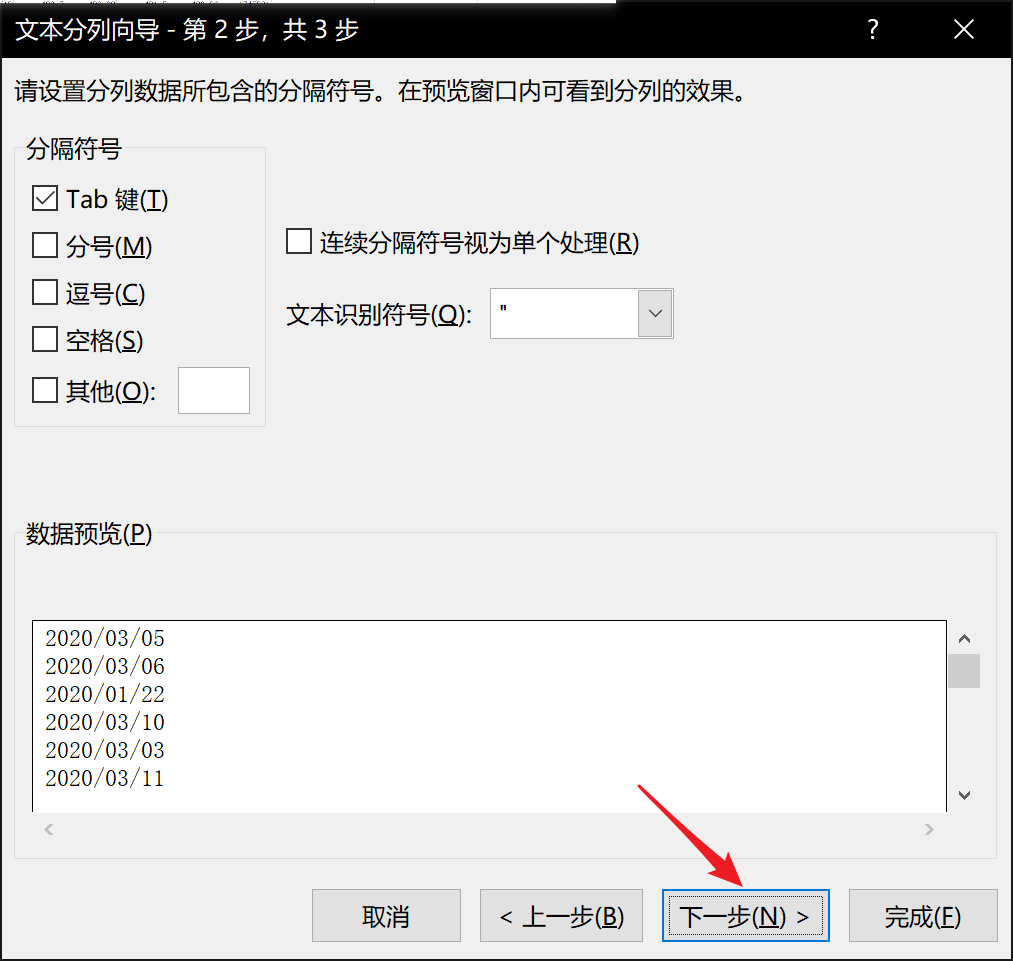 文本分列向导 - 第 2 步，共 3 步
?
请设置分列数据所包含的分隔符号。在预览窗口内可看到分列的效果。
分隔符号
Tab 键(T)
分号(M)
逗号(C)
空格(S)
其他(O):
连续分隔符号视为单个处理(R)
文本识别符号(Q): "
数据预览(P)
2020/03/05
2020/03/06
2020/01/22
2020/03/10
2020/03/03
2020/03/11
取消 < 上一步(B) 下一步(N) > 完成(F)